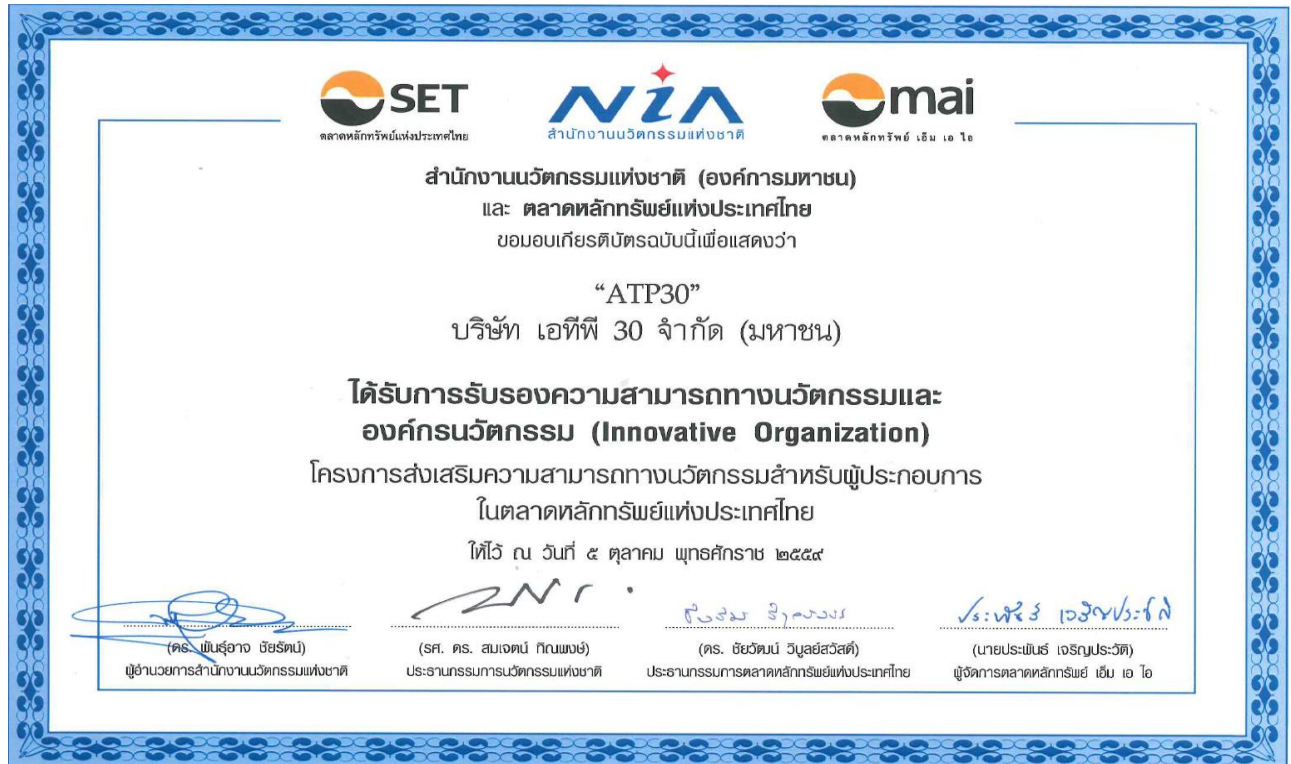 SET
ตลาดหลักทรัพย์แห่งประเทศไทย
NiA
สำนักงานนวัตกรรมแห่งชาติ
mai
ตลาดหลักทรัพย์ เอ็ม เอ ไอ
สำนักงานนวัตกรรมแห่งชาติ (องค์การมหาชน)
และ ตลาดหลักทรัพย์แห่งประเทศไทย
ขอมอบเกียรติบัตรฉบับนี้เพื่อแสดงว่า
“ATP30”
บริษัท เอทีพี 30 จำกัด (มหาชน)
ได้รับการรับรองความสามารถทางนวัตกรรมและ
องค์กรนวัตกรรม (Innovative Organization)
โครงการส่งเสริมความสามารถทางนวัตกรรมสำหรับผู้ประกอบการ
ในตลาดหลักทรัพย์แห่งประเทศไทย
ให้ไว้ ณ วันที่ ๕ ตุลาคม พุทธศักราช ๒๕๕๙
(ดร. พันธุ์อาจ ชัยรัตน์)
ผู้อำนวยการสำนักงานนวัตกรรมแห่งชาติ
(รศ. ดร. สมเจตน์ ทิณพงษ์)
ประธานกรรมการนวัตกรรมแห่งชาติ
(ดร. ชัยวัฒน์ วิบูลย์สวัสดิ์)
ประธานกรรมการตลาดหลักทรัพย์แห่งประเทศไทย
ประพันธ์ เจริญประวัติ
(นายประพันธ์ เจริญประวัติ)
ผู้จัดการตลาดหลักทรัพย์ เอ็ม เอ ไอ